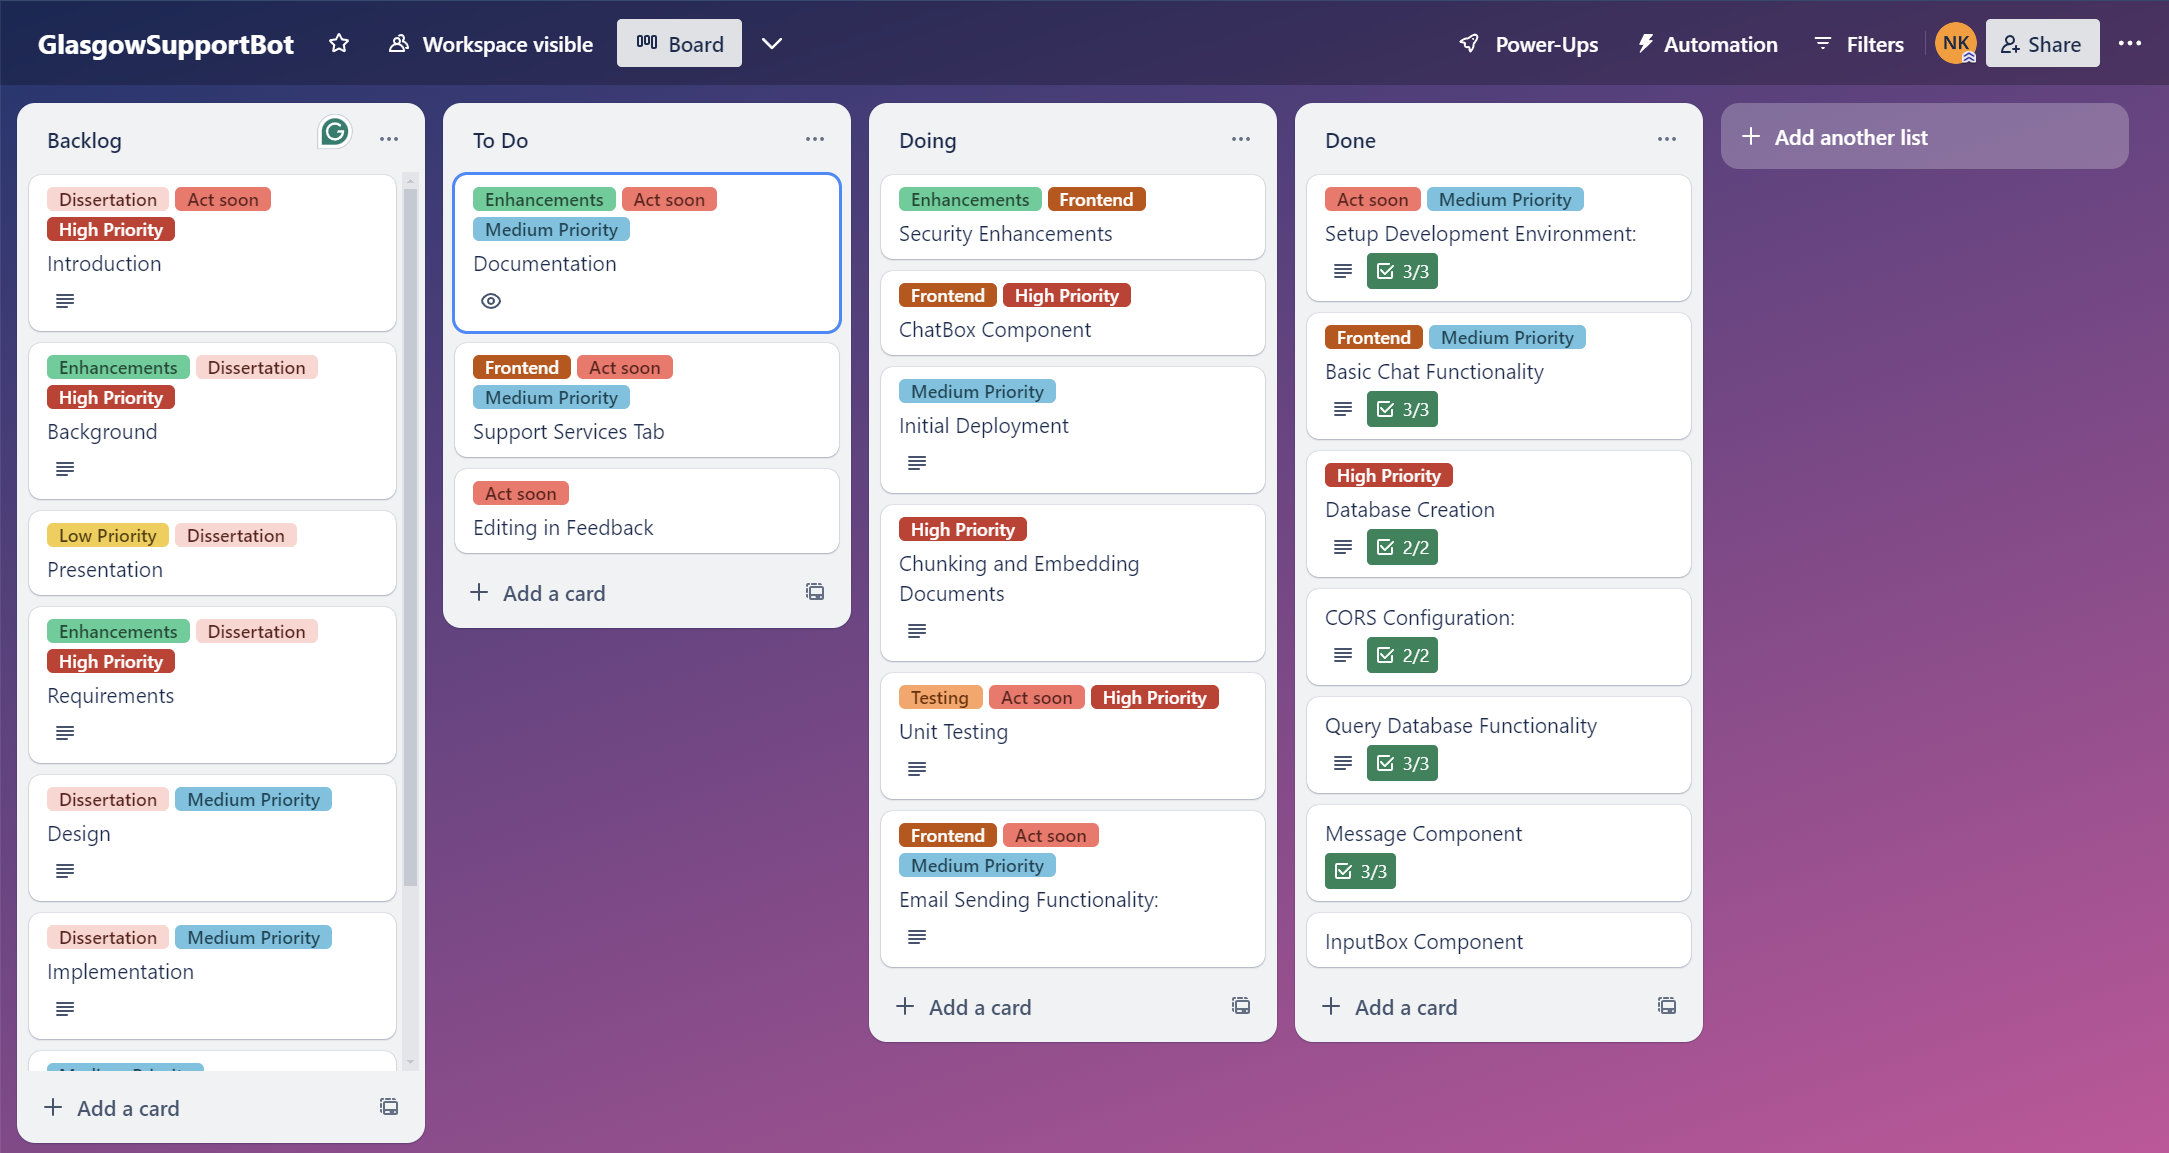 GlasgowSupportBot
Workspace visible
Board
Power-Ups
Automation
Filters
NK
Share
Backlog
Dissertation Act soon
High Priority
Introduction
Enhancements Dissertation
High Priority
Background
Low Priority Dissertation
Presentation
Enhancements Dissertation
High Priority
Requirements
Dissertation Medium Priority
Design
Dissertation Medium Priority
Implementation
Medium Priority
Add a card
To Do
Enhancements Act soon
Medium Priority
Documentation
Frontend Act soon
Medium Priority
Support Services Tab
Act soon
Editing in Feedback
Add a card
Doing
Enhancements Frontend
Security Enhancements
Frontend High Priority
ChatBox Component
Medium Priority
Initial Deployment
High Priority
Chunking and Embedding
Documents
Testing Act soon High Priority
Unit Testing
Frontend Act soon
Medium Priority
Email Sending Functionality:
Add a card
Done
Act soon Medium Priority
Setup Development Environment:
3/3
Frontend Medium Priority
Basic Chat Functionality
3/3
High Priority
Database Creation
2/2
CORS Configuration:
2/2
Query Database Functionality
3/3
Message Component
3/3
InputBox Component
Add a card
Add another list